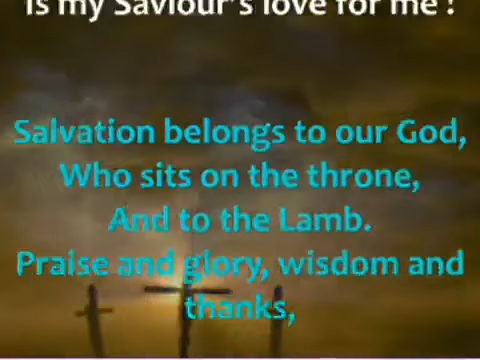 is my Saviour's love for me !
Salvation belongs to our God,
Who sits on the throne,
And to the Lamb.
Praise and glory, wisdom and
thanks,